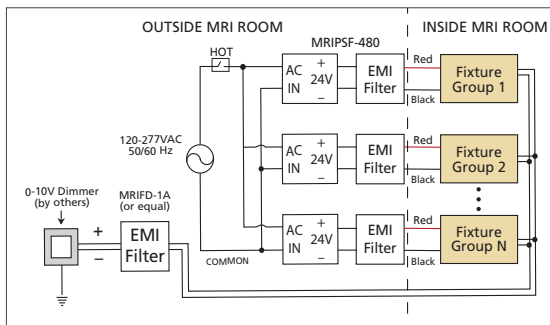 OUTSIDE MRI ROOM
INSIDE MRI ROOM
MRIPSF-480
HOT
AC
IN
+
24V
−
EMI
Filter
Red
Black
Fixture
Group 1
120-277VAC
50/60 Hz
AC
IN
+
24V
−
EMI
Filter
Red
Black
Fixture
Group 2
0-10V Dimmer
(by others)
MRIFD-1A
(or equal)
+
−
EMI
Filter
COMMON
AC
IN
+
24V
−
EMI
Filter
Red
Black
Fixture
Group N